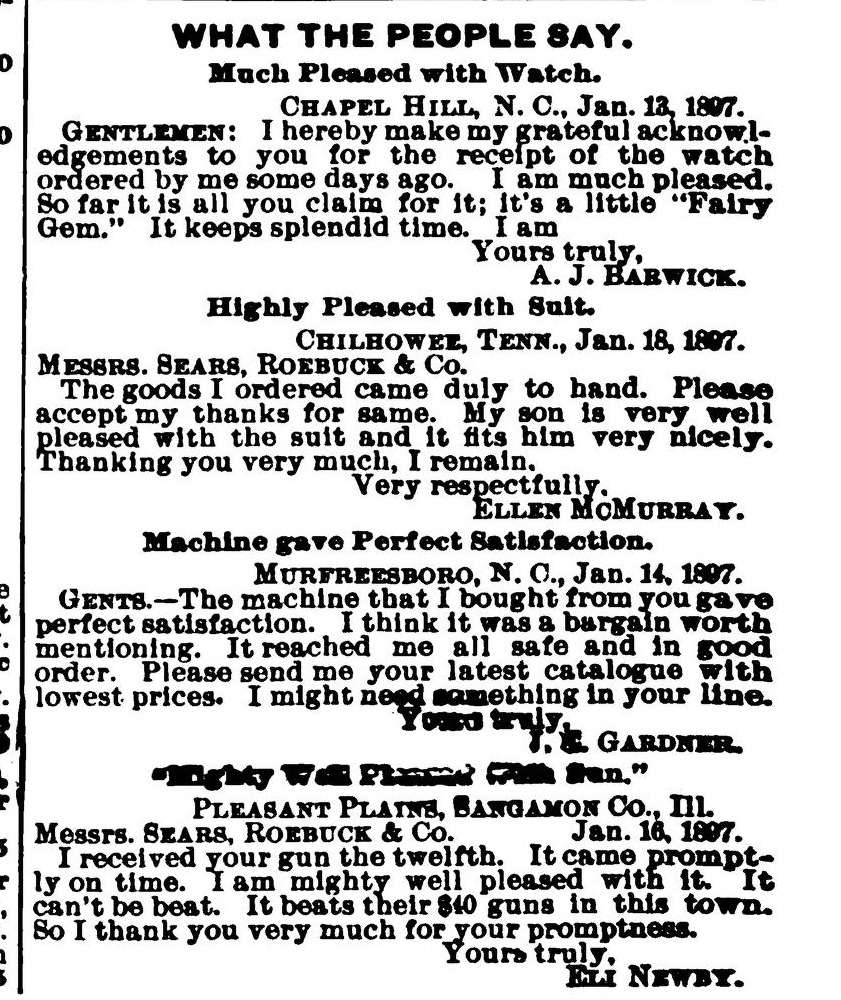 WHAT THE PEOPLE SAY.
Much Pleased with Watch.
CHAPEL HILL, N. C., Jan. 13, 1897.
GENTLEMEN: I hereby make my grateful acknowl-
edgements to you for the receipt of the watch
ordered by me some days ago. I am much pleased.
So far it is all you claim for it; it's a little "Fairy
Gem." It keeps splendid time. I am
Yours truly,
A. J. BARWICK.
Highly Pleased with Suit.
CHILHOWEE, TENN., Jan. 18, 1897.
MESSRS. SEARS, ROEBUCK & CO.
The goods I ordered came duly to hand. Please
accept my thanks for same. My son is very well
pleased with the suit and it fits him very nicely.
Thanking you very much, I remain.
Very respectfully,
ELLEN MCMURRAY.
Machine gave Perfect Satisfaction.
MURFREESBORO, N. C., Jan. 14, 1897.
GENTS.—The machine that I bought from you gave
perfect satisfaction. I think it was a bargain worth
mentioning. It reached me all safe and in good
order. Please send me your latest catalogue with
lowest prices. I might need something in your line.
Yours truly,
J. E. GARDNER.
"Mighty Well Pleased with Gun."
PLEASANT PLAINS, SANGAMON CO., Ill.
Messrs. SEARS, ROEBUCK & CO. Jan. 16, 1897.
I received your gun the twelfth. It came prompt-
ly on time. I am mighty well pleased with it. It
can't be beat. It beats their $40 guns in this town.
So I thank you very much for your promptness.
Yours truly,
ELI NEWBY.